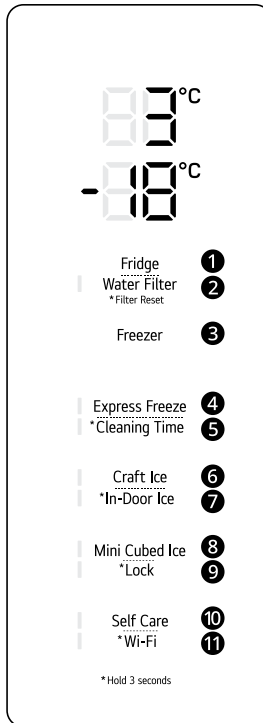 3°C
-18°C
Fridge 1
Water Filter 2
*Filter Reset
Freezer 3
Express Freeze 4
*Cleaning Time 5
Craft Ice 6
*In-Door Ice 7
Mini Cubed Ice 8
*Lock 9
Self Care 10
*Wi-Fi 11
*Hold 3 seconds